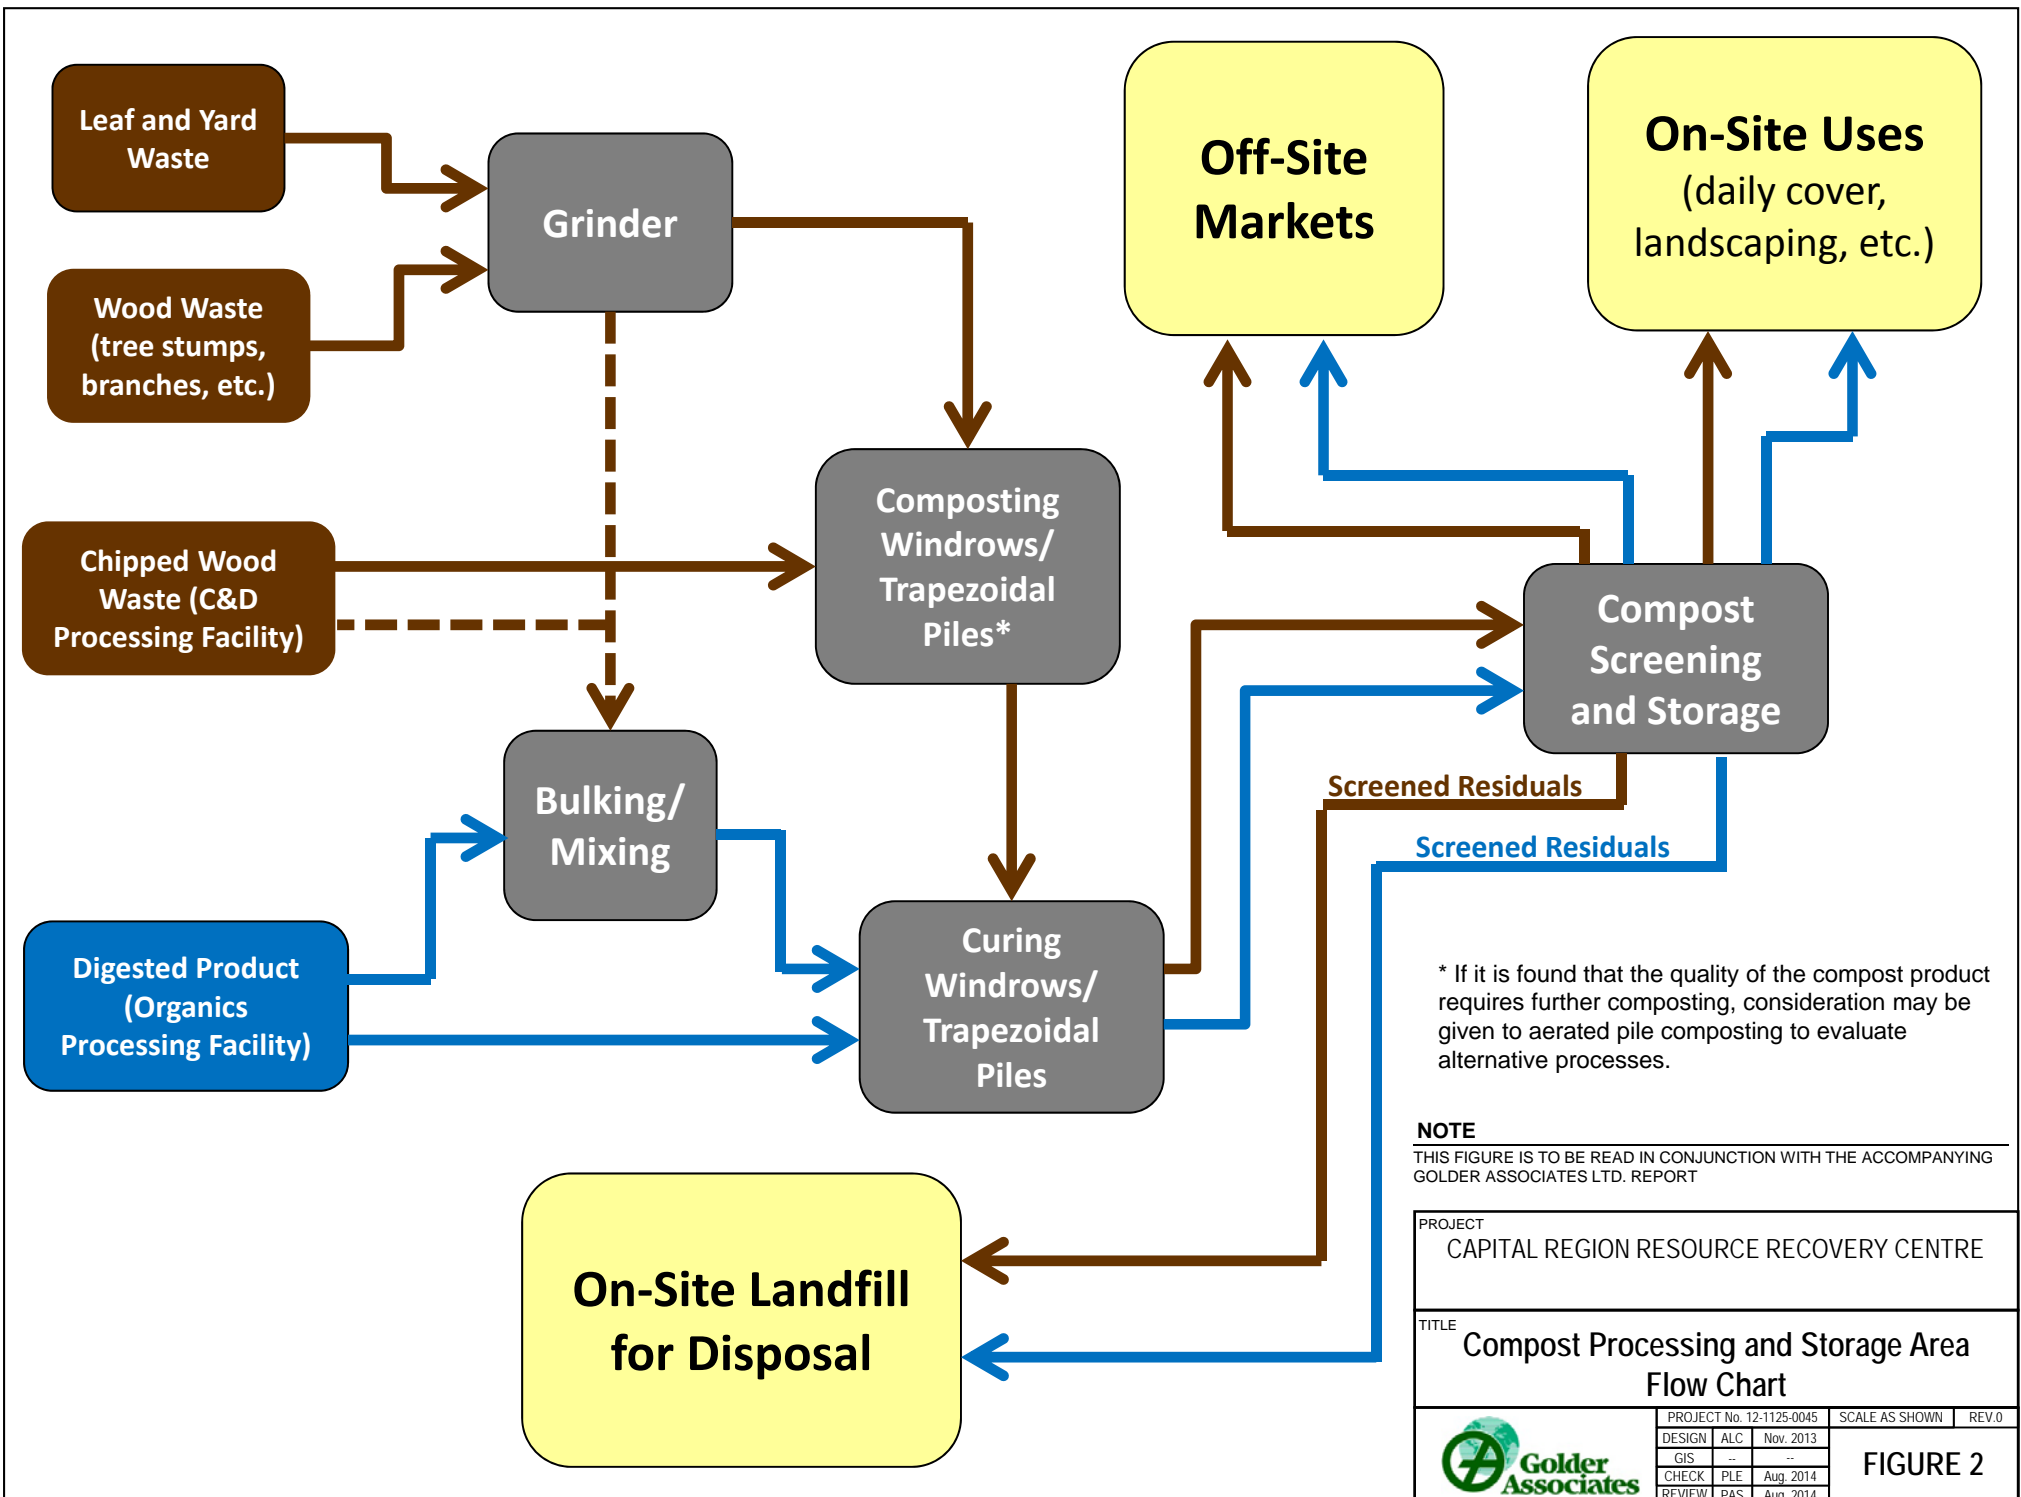 Leaf and Yard
Waste
Grinder
Off-Site
Markets
On-Site Uses
(daily cover,
landscaping, etc.)
Wood Waste
(tree stumps,
branches, etc.)
Composting
Windrows/
Trapezoidal
Piles*
Chipped Wood
Waste (C&D
Processing Facility)
Compost
Screening
and Storage
Bulking/
Mixing
Screened Residuals
Screened Residuals
Digested Product
(Organics
Processing Facility)
Curing
Windrows/
Trapezoidal
Piles
* If it is found that the quality of the compost product
requires further composting, consideration may be
given to aerated pile composting to evaluate
alternative processes.
NOTE
THIS FIGURE IS TO BE READ IN CONJUNCTION WITH THE ACCOMPANYING
GOLDER ASSOCIATES LTD. REPORT
On-Site Landfill
for Disposal
PROJECT
CAPITAL REGION RESOURCE RECOVERY CENTRE
TITLE
Compost Processing and Storage Area
Flow Chart
Golder
Associates
PROJECT No. 12-1125-0045 SCALE AS SHOWN REV.0
DESIGN ALC Nov. 2013
GIS -- --
CHECK PLE Aug. 2014
REVIEW PAS Aug. 2014
FIGURE 2